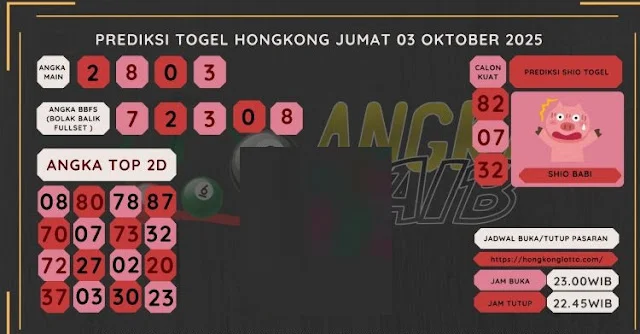 PREDIKSI TOGEL HONGKONG JUMAT 03 OKTOBER 2025
ANGKA
MAIN
2 8 0 3
ANGKA BBFS
(BOLAK BALIK
FULLSET )
7 2 3 0 8
ANGKA TOP 2D
08 80 78 87
70 07 73 32
72 27 02 20
37 03 30 23
6
CALON
KUAT
82
07
32
PREDIKSI SHIO TOGEL
SHIO BABI
JADWAL BUKA/TUTUP PASARAN
https://hongkonglotto.com/
JAM BUKA 23.00WIB
JAM TUTUP 22.45WIB